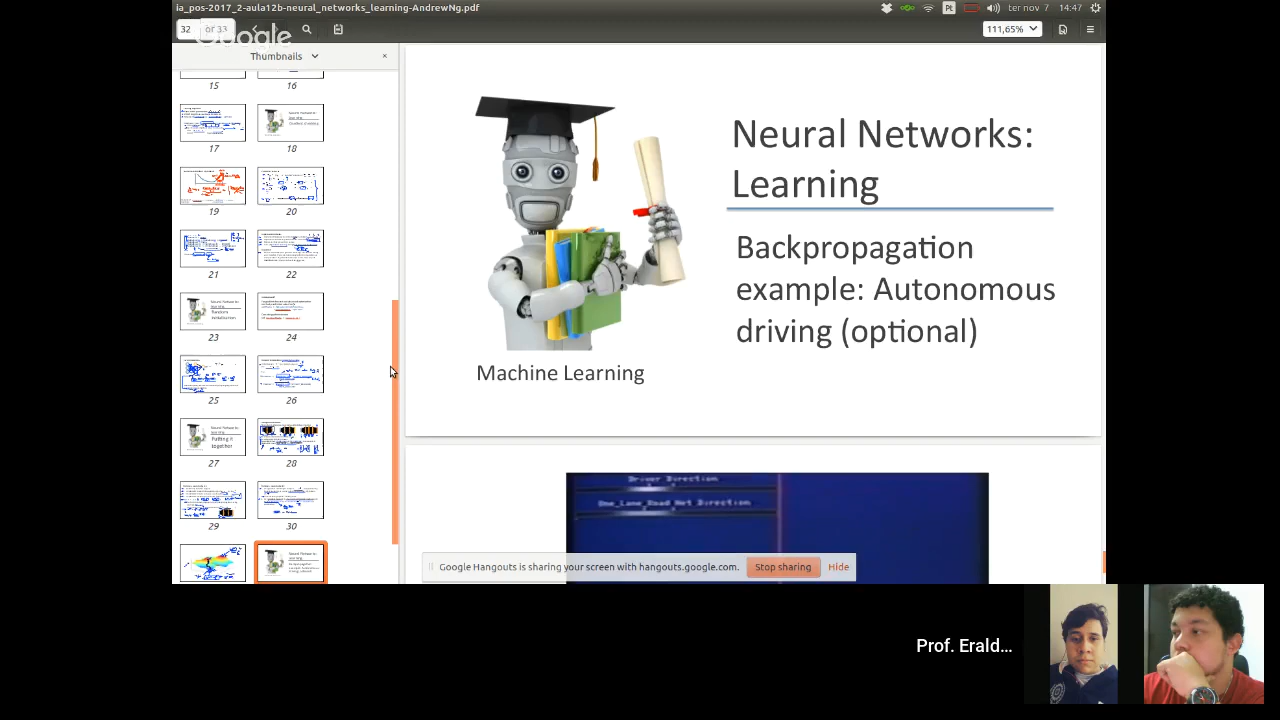 ia_pos-2017_2-aula12b-neural_networks_learning-AndrewNg.pdf
Pt
ter nov 7 14:47
32 of 33
Google
111,65%
Thumbnails
15 16
17 18
19 20
21 22
23 24
25 26
27 28
29 30
Neural Networks:
Learning
Backpropagation
example: Autonomous
driving (optional)
Machine Learning
Driver Direction
One_Lane_Road Net Direction
Google Hangouts is sharing your screen with hangouts.google.com.
Stop sharing
Hide
Prof. Erald...